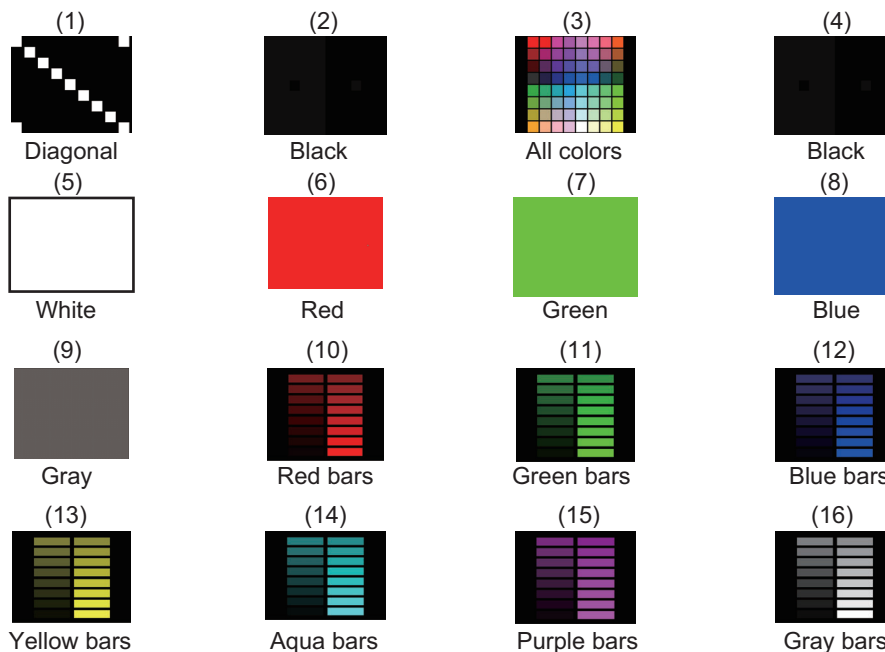 (1) (2) (3) (4)
Diagonal Black All colors Black
(5) (6) (7) (8)
White Red Green Blue
(9) (10) (11) (12)
Gray Red bars Green bars Blue bars
(13) (14) (15) (16)
Yellow bars Aqua bars Purple bars Gray bars